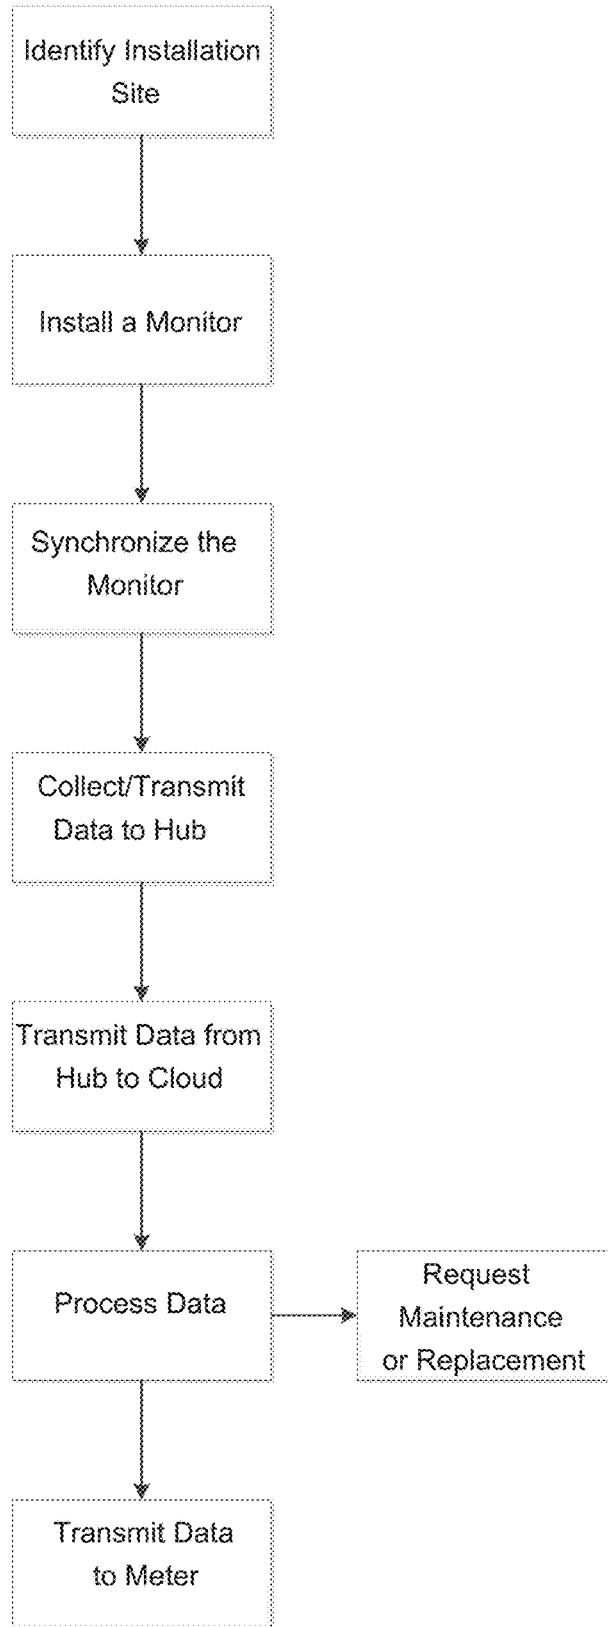 Identify Installation
Site
Install a Monitor
Synchronize the
Monitor
Collect/Transmit
Data to Hub
Transmit Data from
Hub to Cloud
Process Data
Request
Maintenance
or Replacement
Transmit Data
to Meter